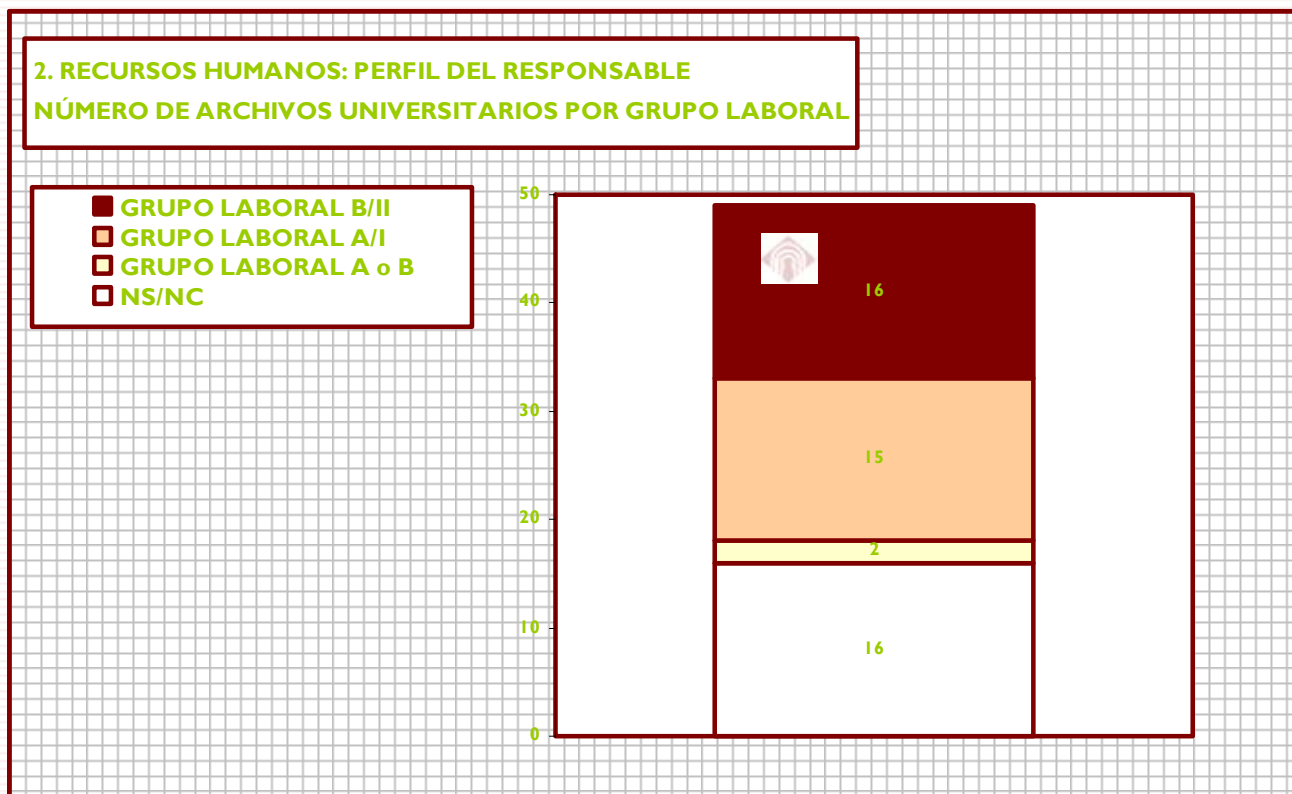 2. RECURSOS HUMANOS: PERFIL DEL RESPONSABLE
NÚMERO DE ARCHIVOS UNIVERSITARIOS POR GRUPO LABORAL
GRUPO LABORAL B/II
GRUPO LABORAL A/I
GRUPO LABORAL A o B
NS/NC
50
40
30
20
10
0
16
15
2
16